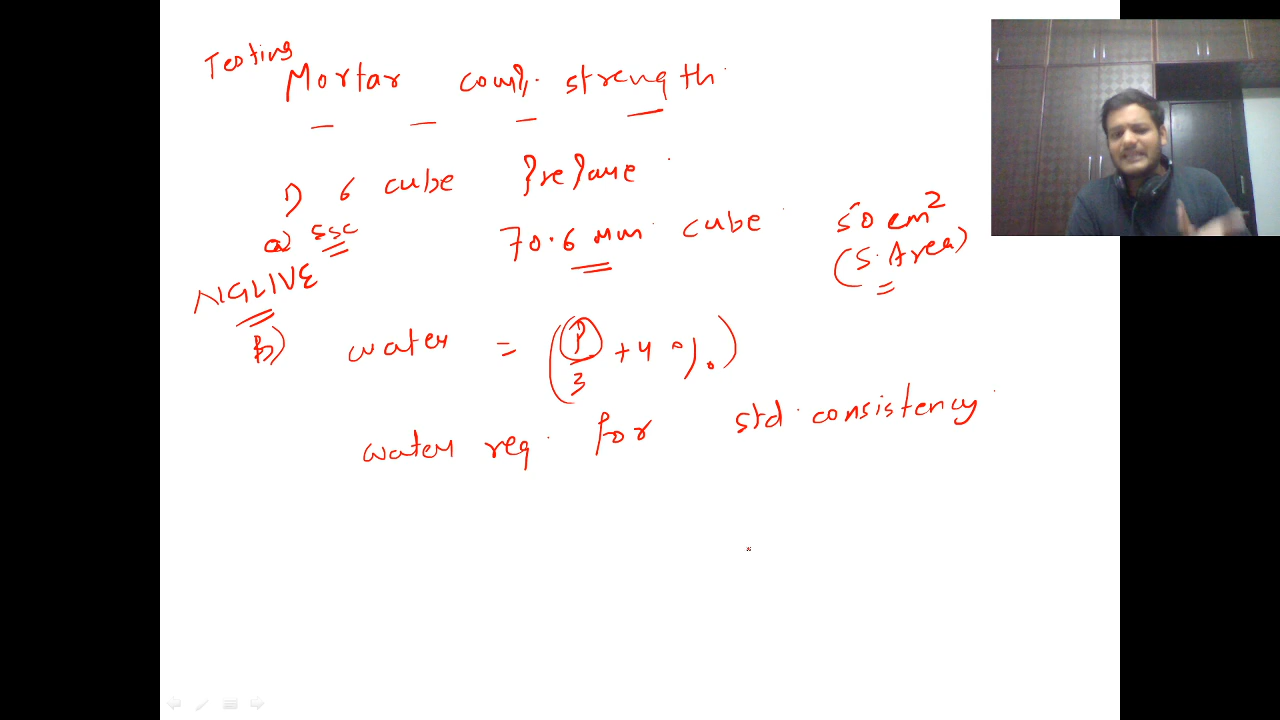 Testing
Mortar comp. strength
1) 6 cube prepare
a) SSC 70.6 mm cube 50 cm²
(S. Area)
NGLIVE
b) water = (P/3 + 4 %)
water req. for std. consistency